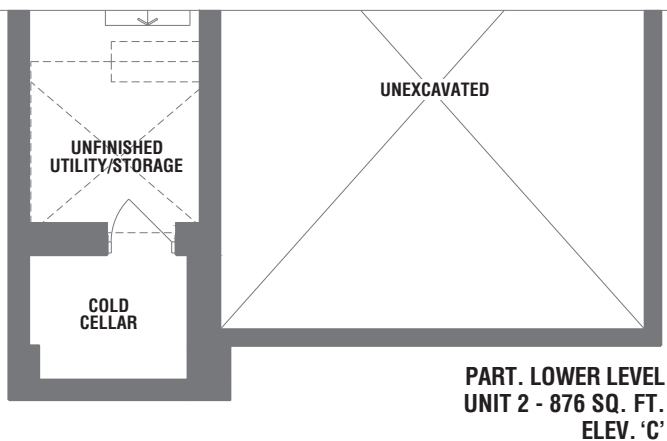 UNEXCAVATED
UNFINISHED
UTILITY/STORAGE
COLD
CELLAR
PART. LOWER LEVEL
UNIT 2 - 876 SQ. FT.
ELEV. ‘C’